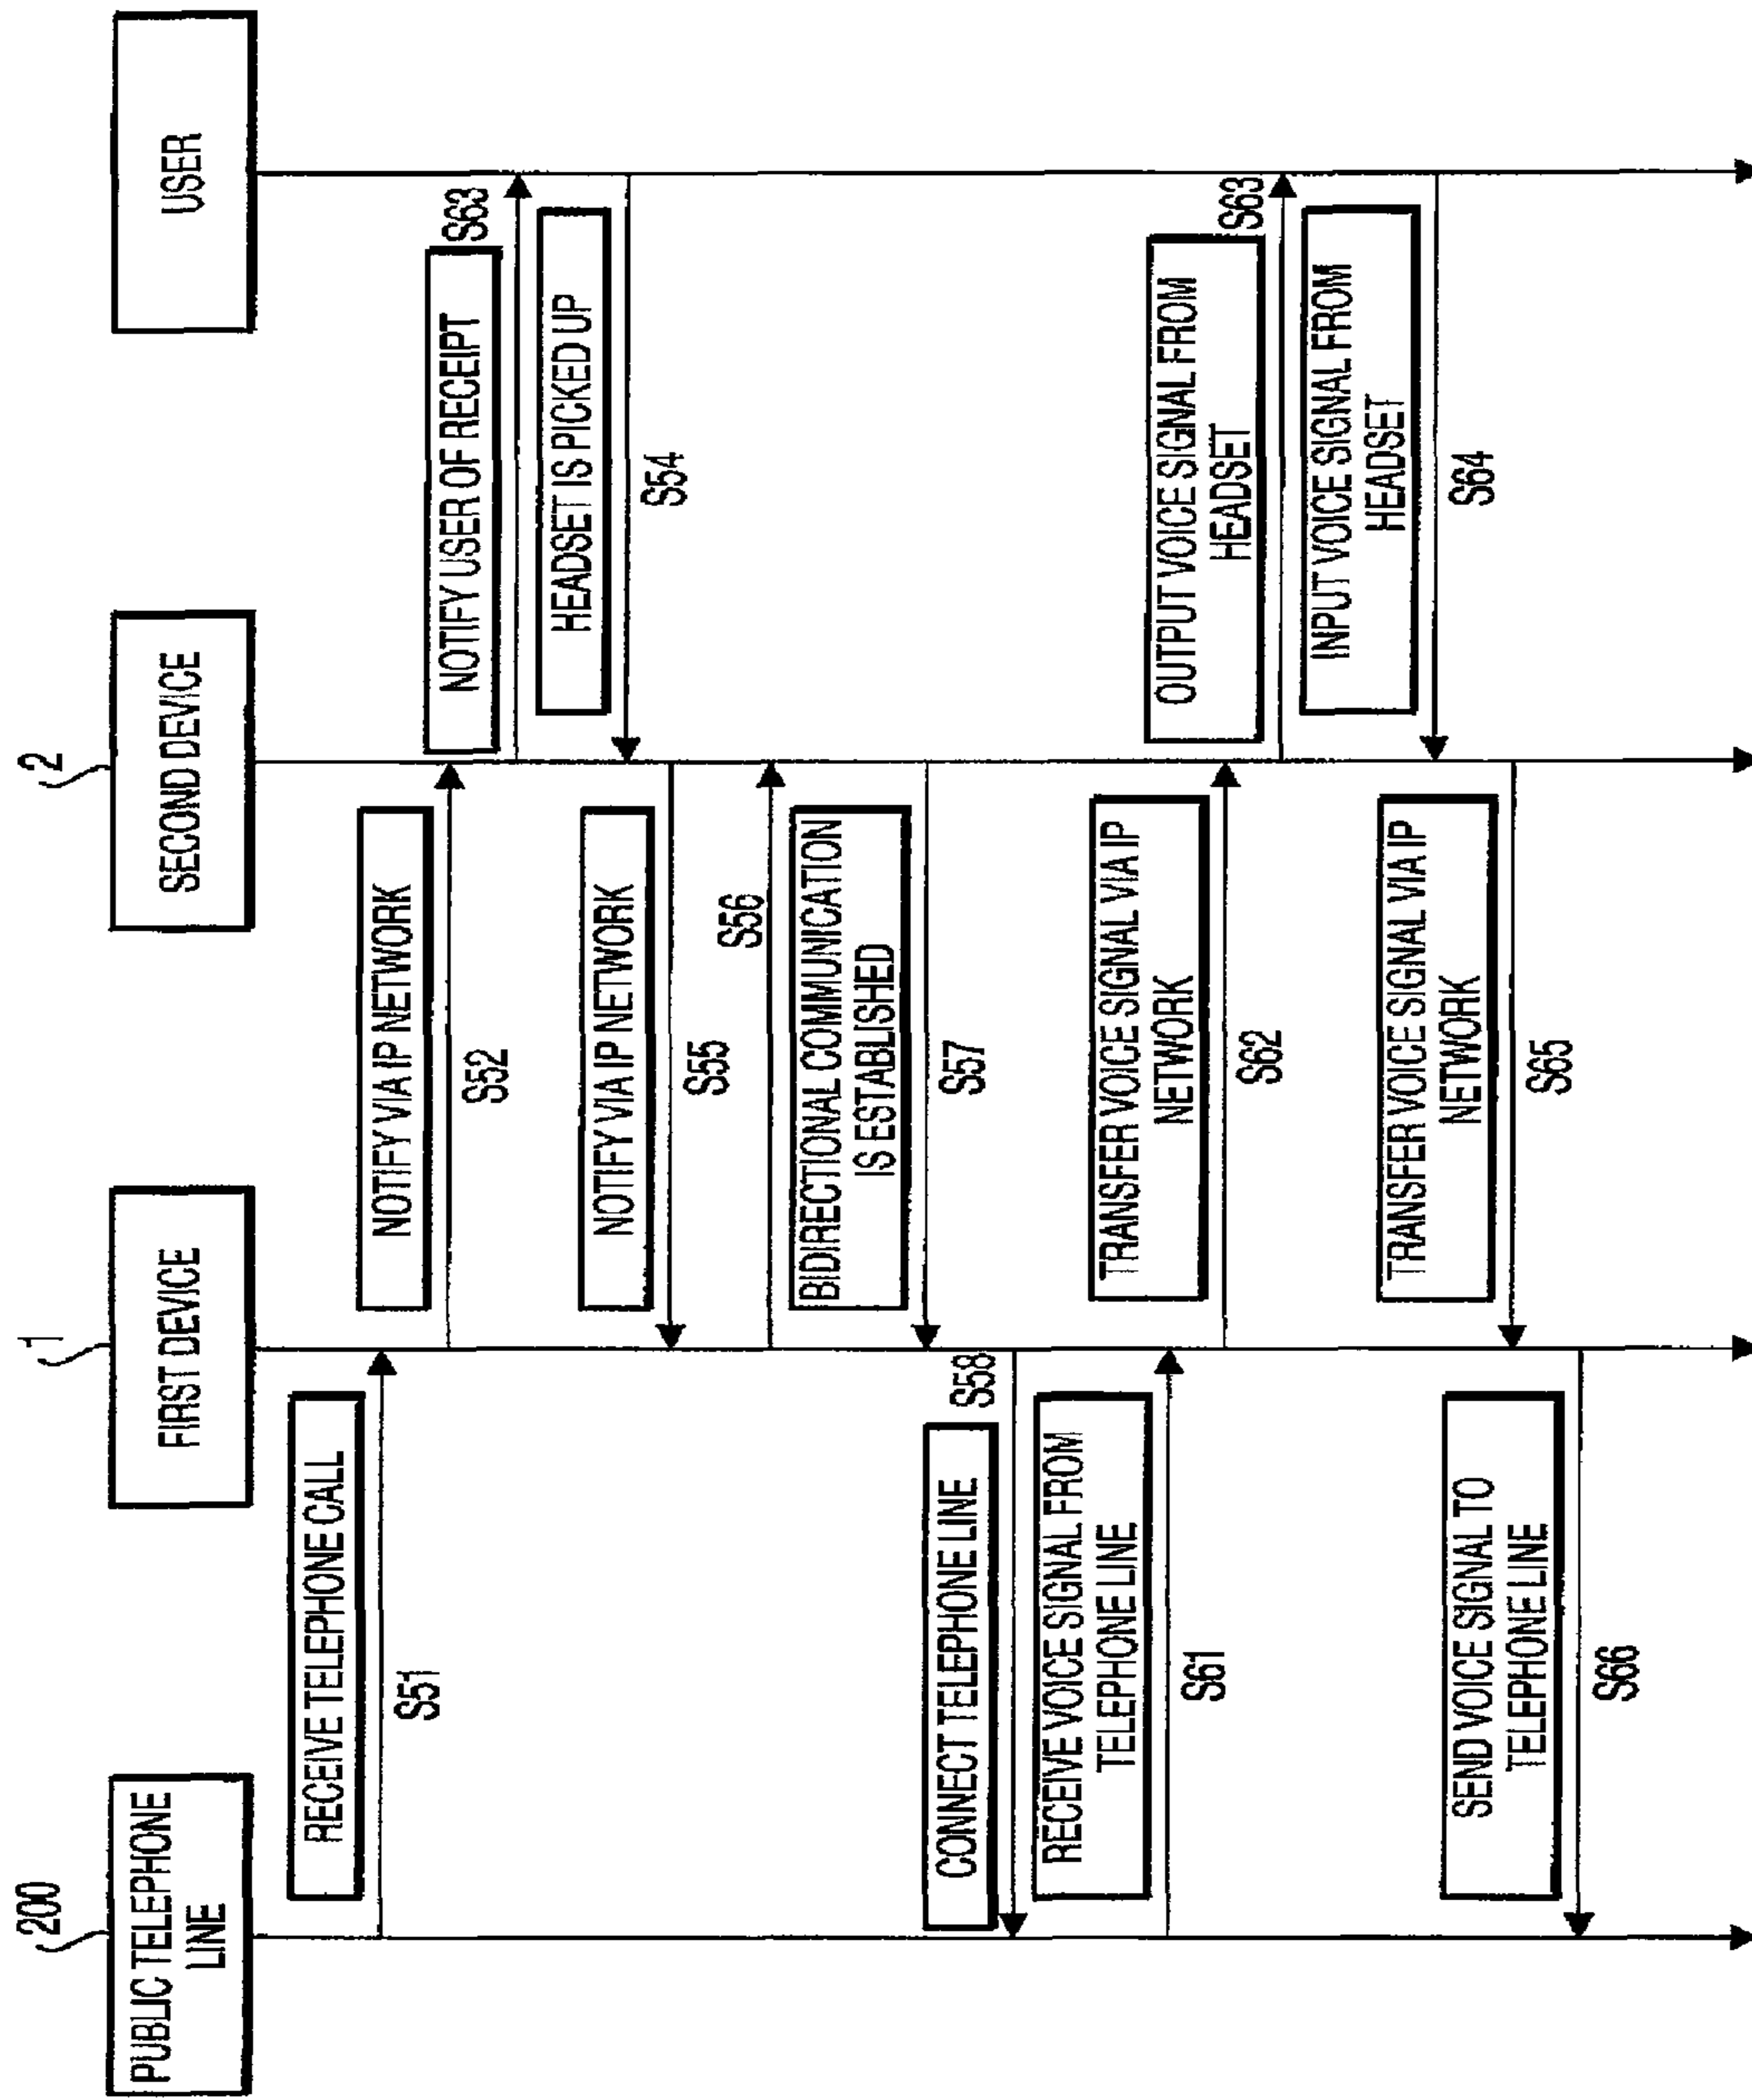 200
PUBLIC TELEPHONE
LINE
1
FIRST DEVICE
2
SECOND DEVICE
USER
RECEIVE TELEPHONE CALL
S51
NOTIFY VIA IP NETWORK
S52
NOTIFY USER OF RECEIPT
S63
HEADSET IS PICKED UP
S54
NOTIFY VIA IP NETWORK
S55
S56
BIDIRECTIONAL COMMUNICATION
IS ESTABLISHED
S57
CONNECT TELEPHONE LINE
S58
RECEIVE VOICE SIGNAL FROM
TELEPHONE LINE
S61
TRANSFER VOICE SIGNAL VIA IP
NETWORK
S62
OUTPUT VOICE SIGNAL FROM
HEADSET
S63
INPUT VOICE SIGNAL FROM
HEADSET
S64
TRANSFER VOICE SIGNAL VIA IP
NETWORK
S65
SEND VOICE SIGNAL TO
TELEPHONE LINE
S66